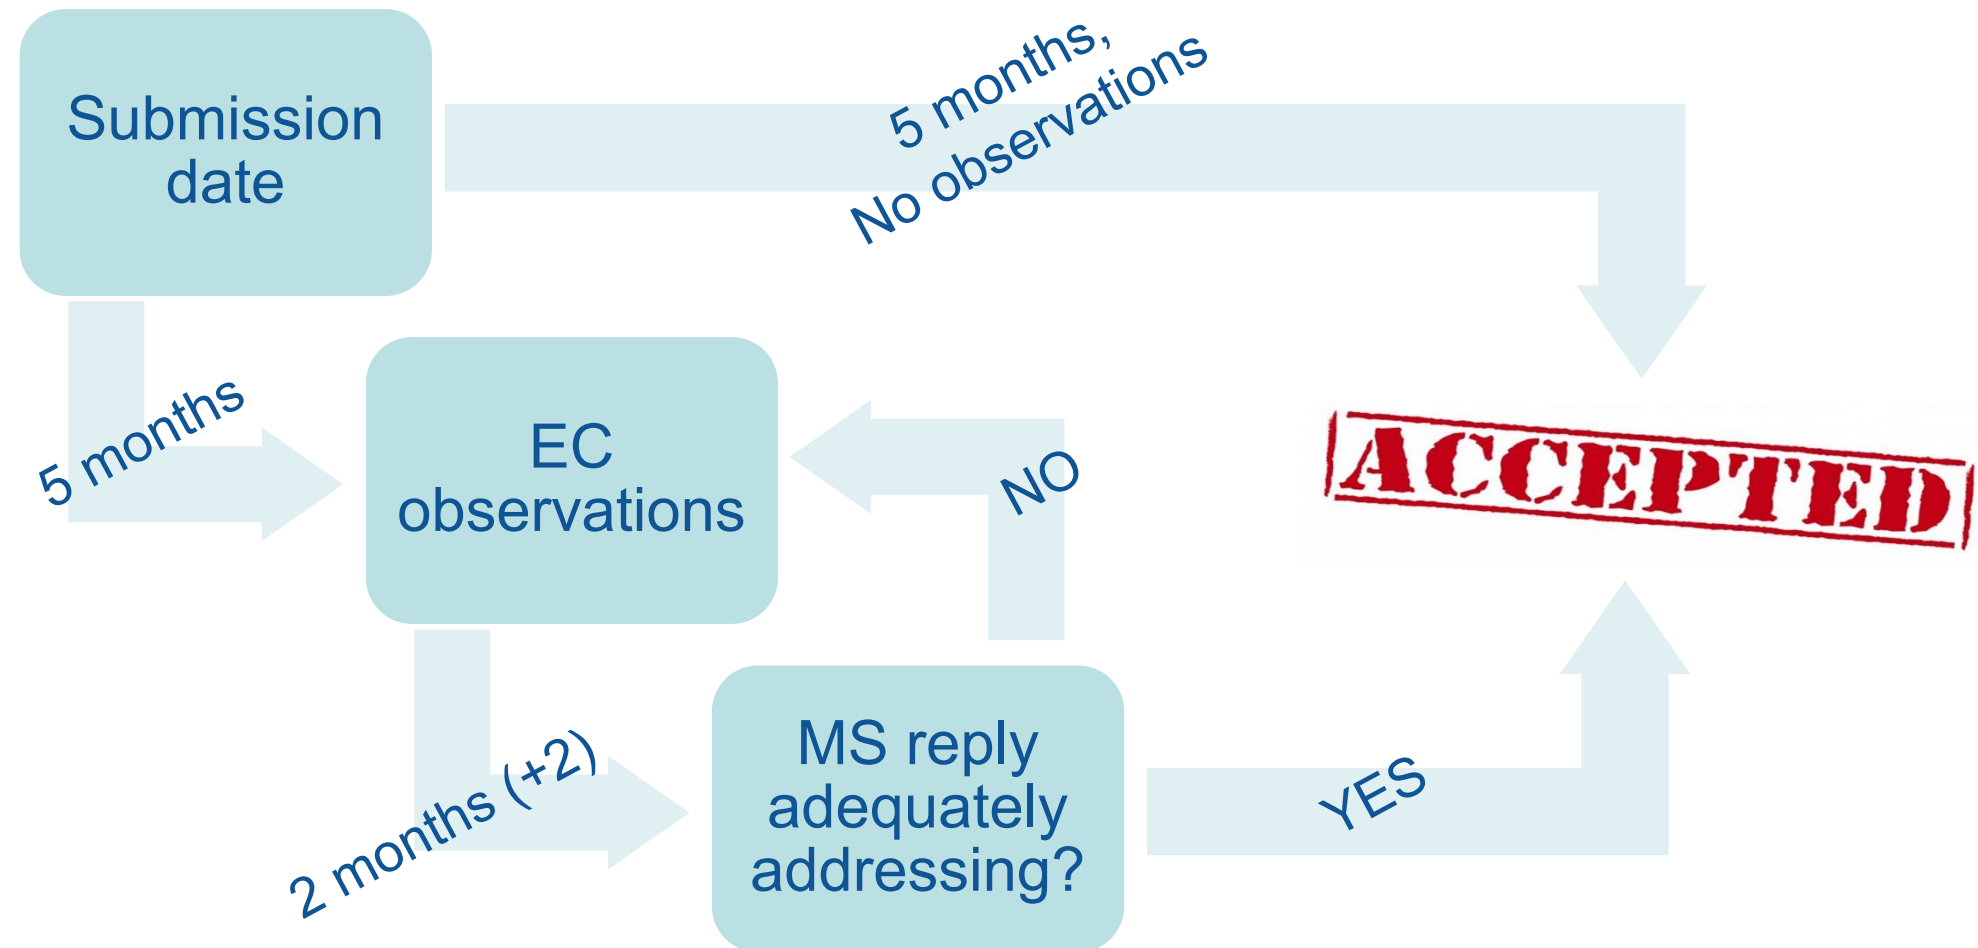 Submission
date
5 months,
No observations
5 months
EC
observations
NO
ACCEPTED
2 months (+2)
MS reply
adequately
addressing?
YES